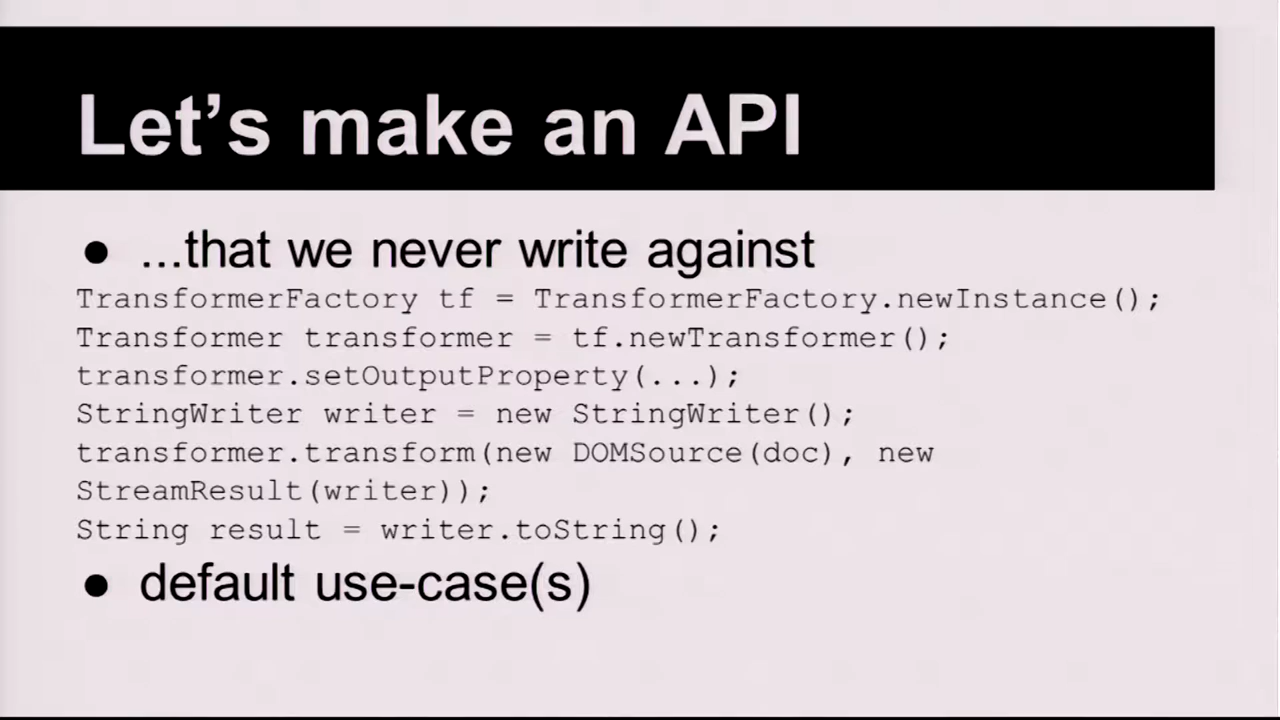 Let's make an API
● ...that we never write against
TransformerFactory tf = TransformerFactory.newInstance();
Transformer transformer = tf.newTransformer();
transformer.setOutputProperty(...);
StringWriter writer = new StringWriter();
transformer.transform(new DOMSource(doc), new
StreamResult(writer));
String result = writer.toString();
● default use-case(s)